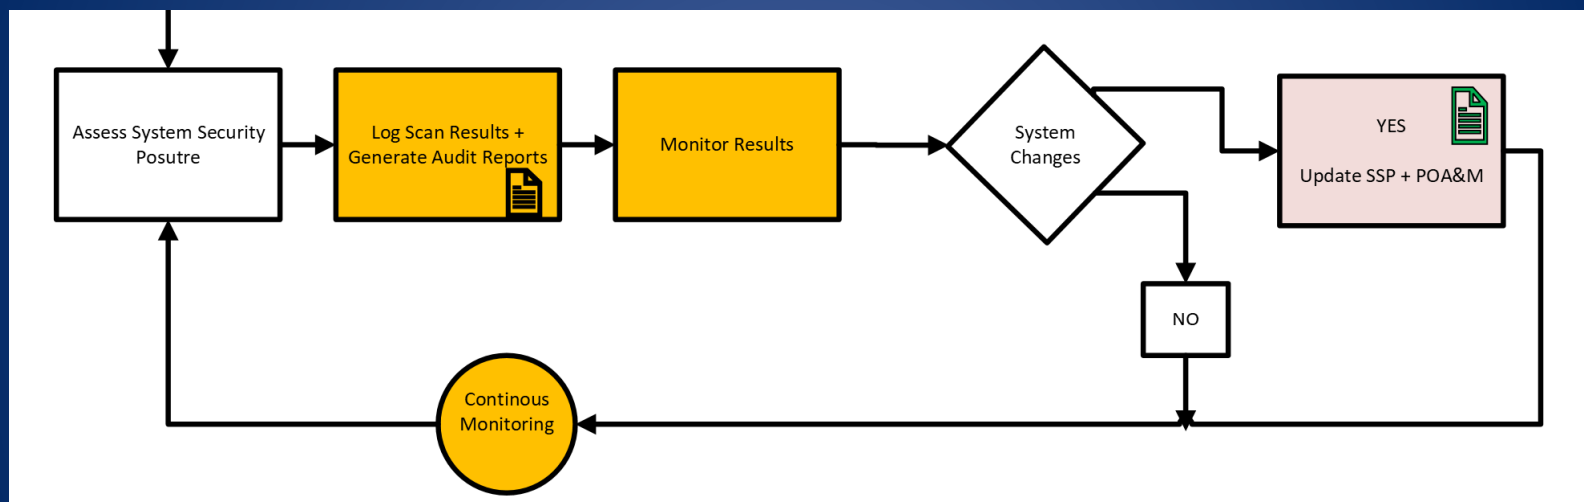 Assess System Security
Posutre
Log Scan Results +
Generate Audit Reports
Monitor Results
System
Changes
YES
Update SSP + POA&M
NO
Continous
Monitoring